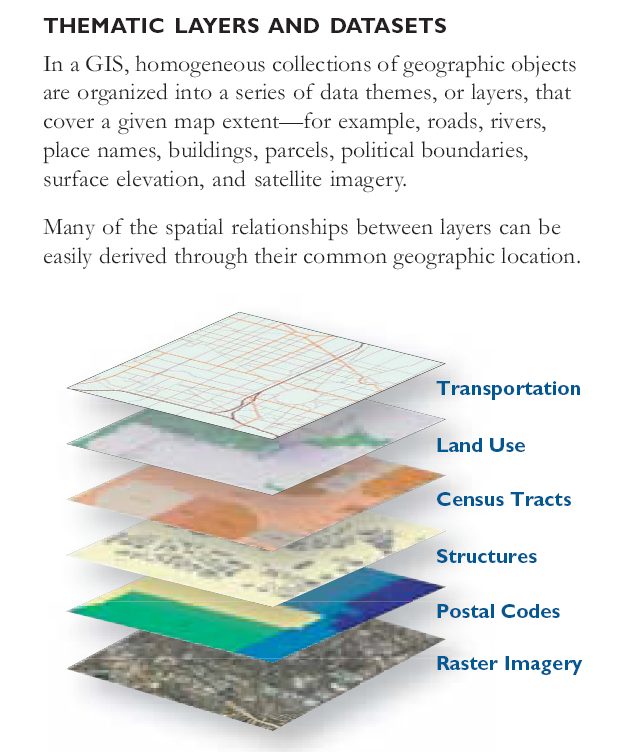 THEMATIC LAYERS AND DATASETS
In a GIS, homogeneous collections of geographic objects
are organized into a series of data themes, or layers, that
cover a given map extent—for example, roads, rivers,
place names, buildings, parcels, political boundaries,
surface elevation, and satellite imagery.
Many of the spatial relationships between layers can be
easily derived through their common geographic location.
Transportation
Land Use
Census Tracts
Structures
Postal Codes
Raster Imagery